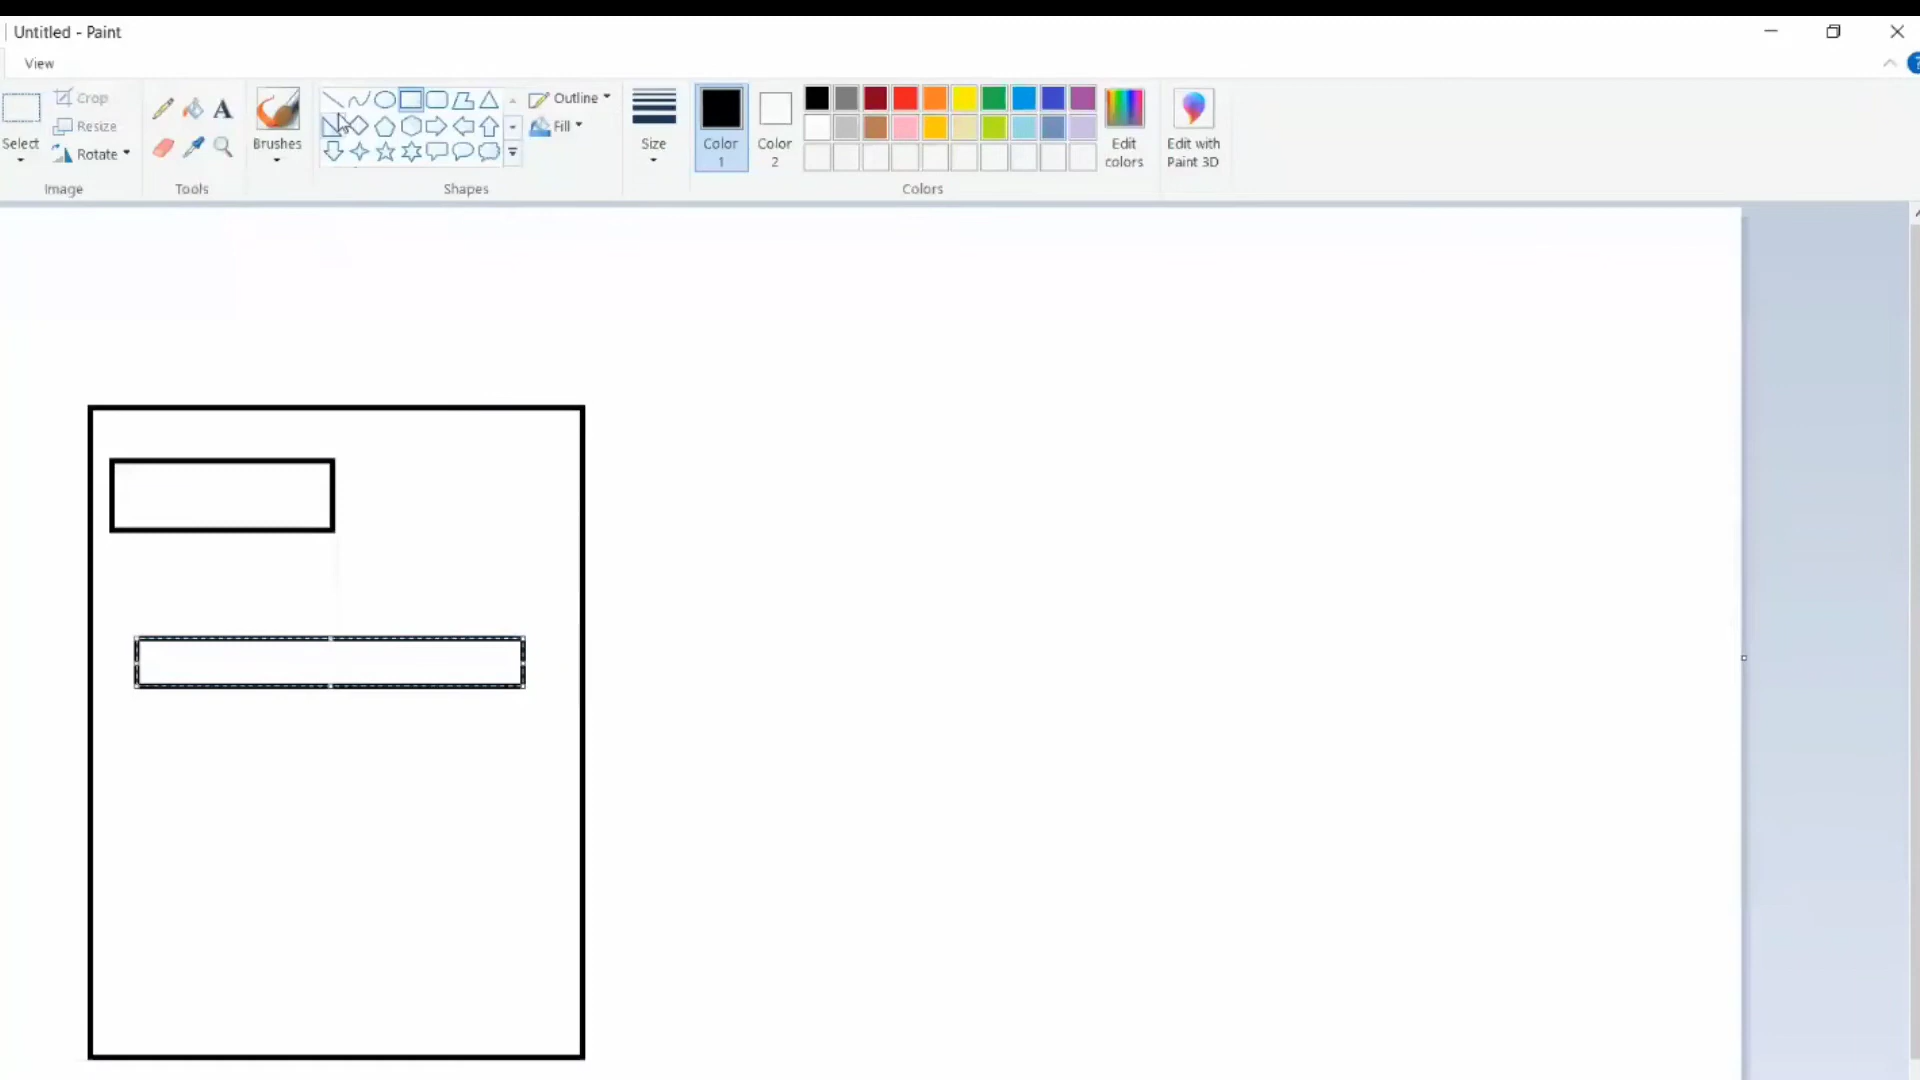 Untitled - Paint
View
Crop
Resize
Rotate
Select
Image
Tools
Brushes
Shapes
Outline
Fill
Size
Color
1
Color
2
Colors
Edit
colors
Edit with
Paint 3D